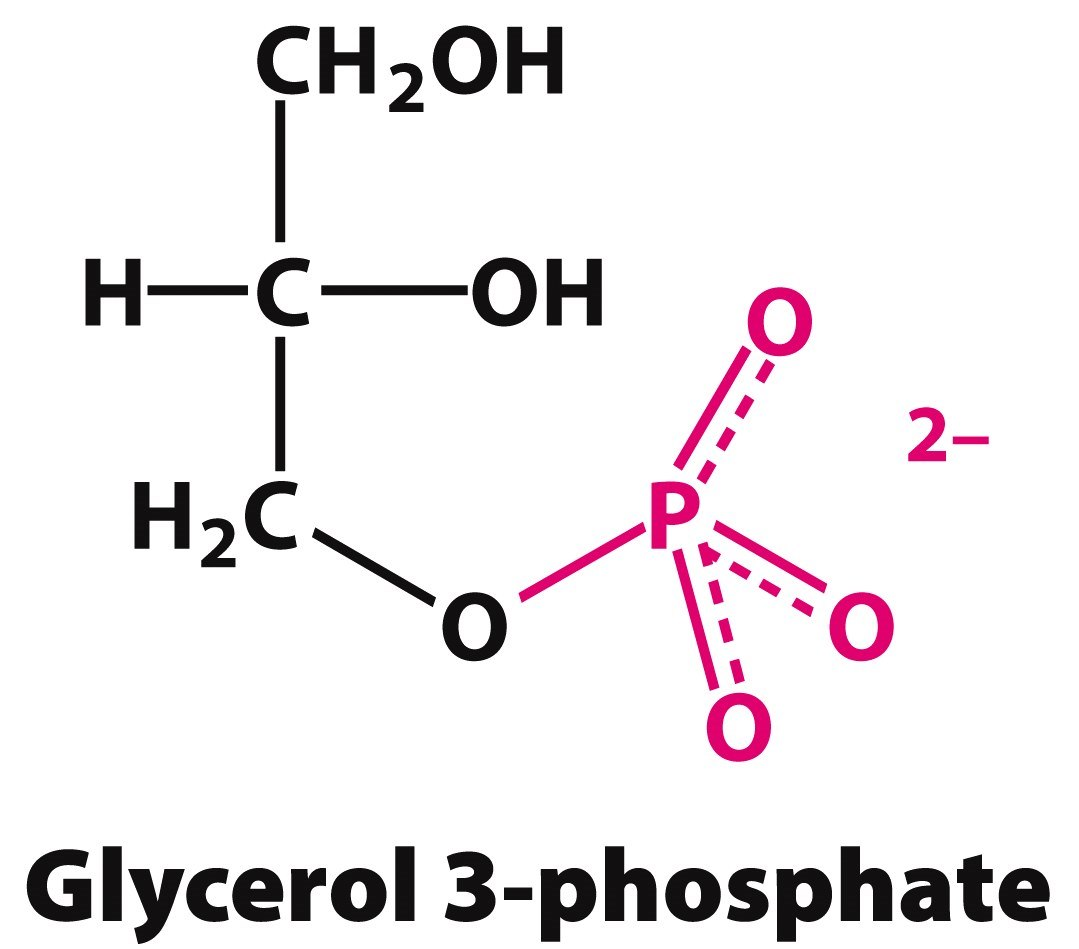 CH₂OH
H C OH
O
2–
P
H₂C
O O
O
Glycerol 3-phosphate